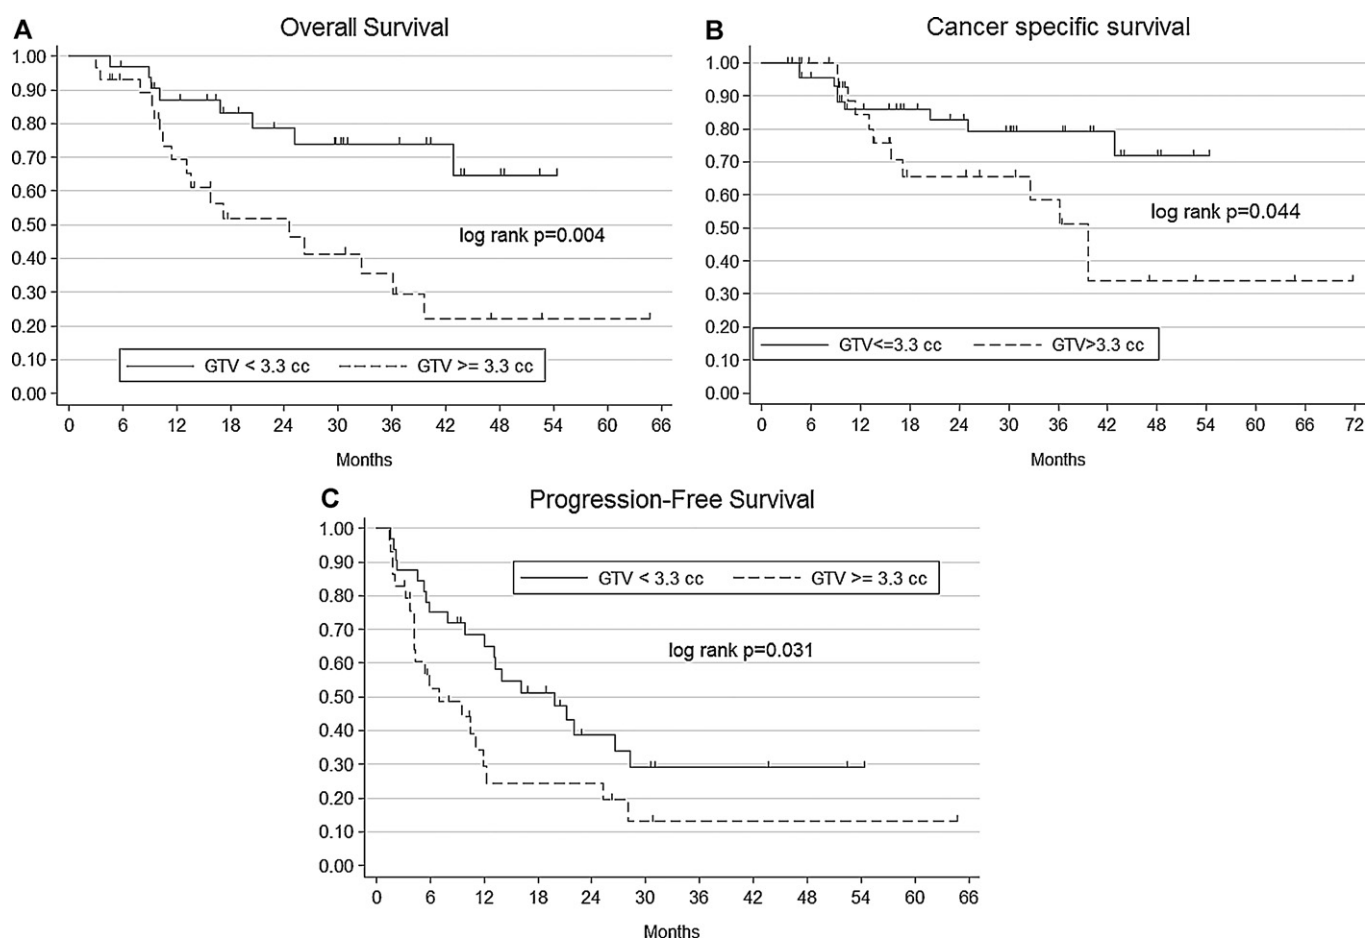 A
Overall Survival
1.00
0.90
0.80
0.70
0.60
0.50
0.40
0.30
0.20
0.10
0.00
log rank p=0.004
GTV < 3.3 cc GTV >= 3.3 cc
0 6 12 18 24 30 36 42 48 54 60 66
Months
B
Cancer specific survival
1.00
0.90
0.80
0.70
0.60
0.50
0.40
0.30
0.20
0.10
0.00
log rank p=0.044
GTV<=3.3 cc GTV>3.3 cc
0 6 12 18 24 30 36 42 48 54 60 66 72
Months
C
Progression-Free Survival
1.00
0.90
0.80
0.70
0.60
0.50
0.40
0.30
0.20
0.10
0.00
GTV < 3.3 cc GTV >= 3.3 cc
log rank p=0.031
0 6 12 18 24 30 36 42 48 54 60 66
Months